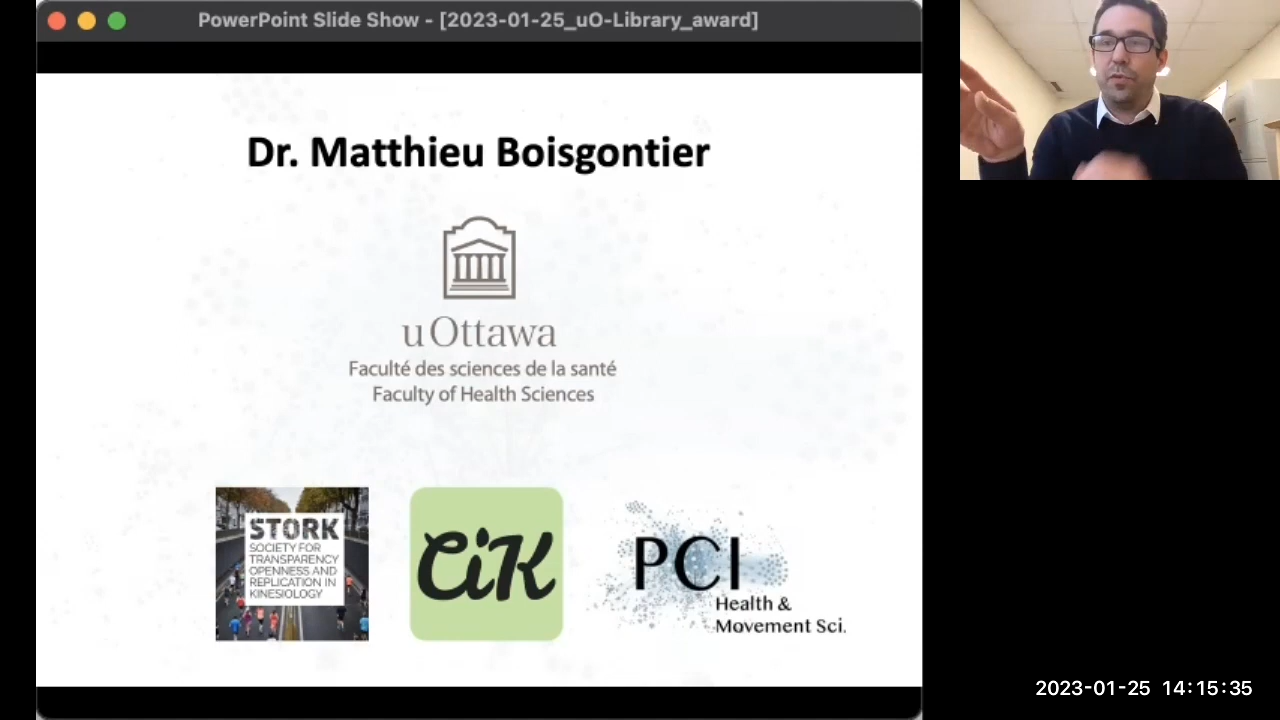 PowerPoint Slide Show - [2023-01-25_uO-Library_award]
Dr. Matthieu Boisgontier
uOttawa
Faculté des sciences de la santé
Faculty of Health Sciences
STORK
SOCIETY FOR
TRANSPARENCY
OPENNESS AND
REPLICATION IN
KINESIOLOGY
CiK
PCI
Health &
Movement Sci.
2023-01-25 14:15:35